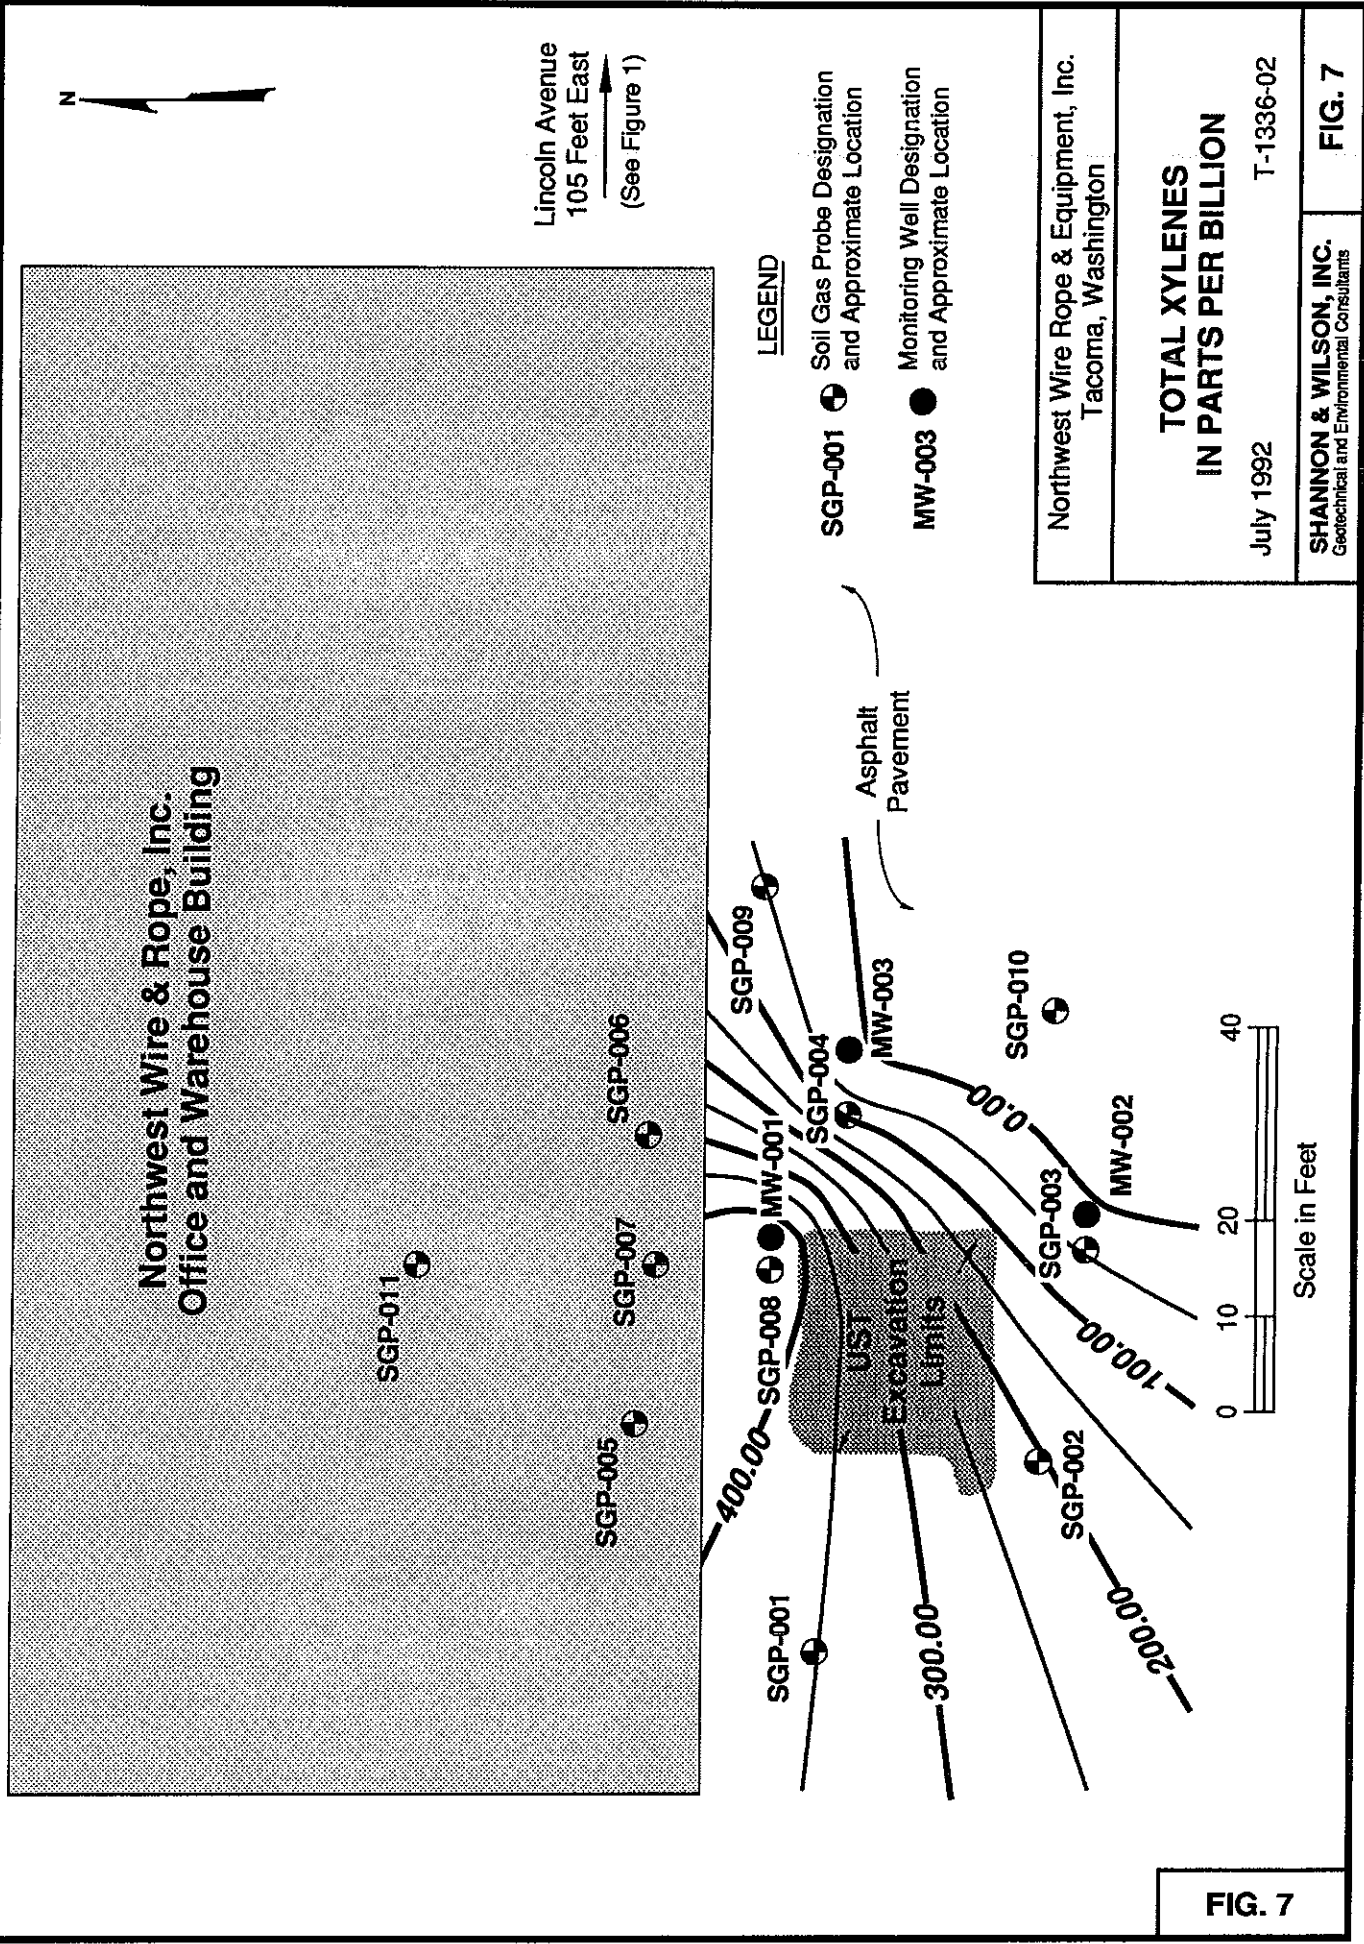 N
Northwest Wire & Rope, Inc.
Office and Warehouse Building
Lincoln Avenue
105 Feet East
(See Figure 1)
SGP-011
SGP-005
SGP-007
SGP-006
SGP-001
400.00
SGP-008
MW-001
SGP-009
SGP-004
MW-003
UST
Excavation
Limits
300.00
Asphalt
Pavement
0.00
SGP-010
SGP-002
SGP-003
MW-002
100.00
200.00
0
10
20
40
Scale in Feet
LEGEND
SGP-001
Soil Gas Probe Designation
and Approximate Location
MW-003
Monitoring Well Designation
and Approximate Location
Northwest Wire Rope & Equipment, Inc.
Tacoma, Washington
TOTAL XYLENES
IN PARTS PER BILLION
July 1992
T-1336-02
SHANNON & WILSON, INC.
Geotechnical and Environmental Consultants
FIG. 7
FIG. 7